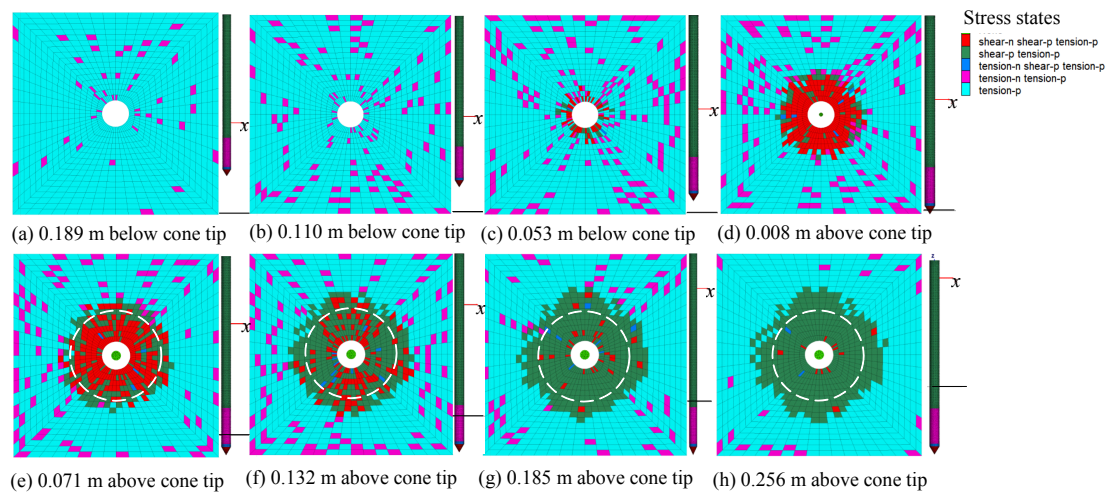 Stress states
shear-n shear-p tension-p
shear-p tension-p
tension-n shear-p tension-p
tension-n tension-p
tension-p
x
x
x
x
(a) 0.189 m below cone tip
(b) 0.110 m below cone tip
(c) 0.053 m below cone tip
(d) 0.008 m above cone tip
x
x
x
z
x
(e) 0.071 m above cone tip
(f) 0.132 m above cone tip
(g) 0.185 m above cone tip
(h) 0.256 m above cone tip